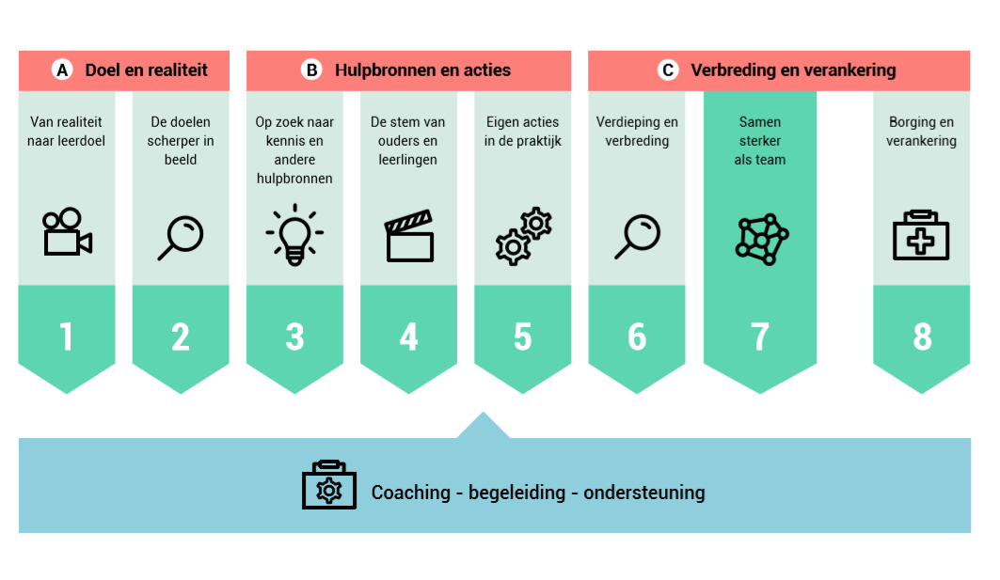 A Doel en realiteit
B Hulpbronnen en acties
C Verbreding en verankering
Van realiteit
naar leerdoel
De doelen
scherper in
beeld
Op zoek naar
kennis en
andere
hulpbronnen
De stem van
ouders en
leerlingen
Eigen acties
in de praktijk
Verdieping en
verbreding
Samen
sterker
als team
Borging en
verankering
1
2
3
4
5
6
7
8
Coaching - begeleiding - ondersteuning